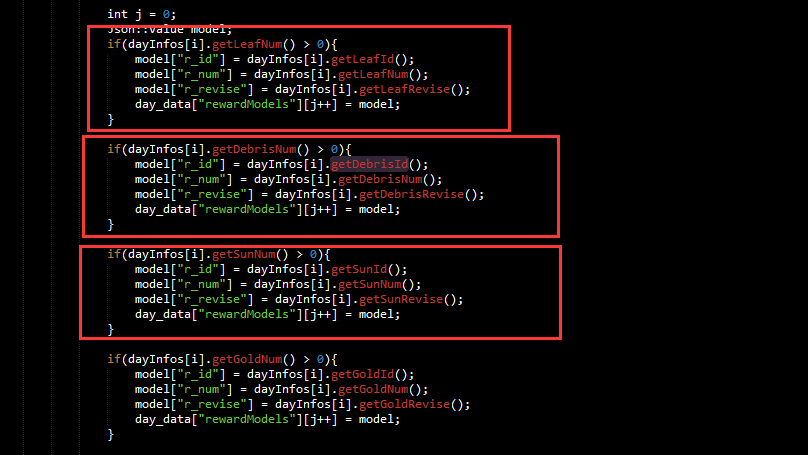 int j = 0;
Json::Value model;
if(dayInfos[i].getLeafNum() > 0){
model["r_id"] = dayInfos[i].getLeafId();
model["r_num"] = dayInfos[i].getLeafNum();
model["r_revise"] = dayInfos[i].getLeafRevise();
day_data["rewardModels"][j++] = model;
}
if(dayInfos[i].getDebrisNum() > 0){
model["r_id"] = dayInfos[i].getDebrisId();
model["r_num"] = dayInfos[i].getDebrisNum();
model["r_revise"] = dayInfos[i].getDebrisRevise();
day_data["rewardModels"][j++] = model;
}
if(dayInfos[i].getSunNum() > 0){
model["r_id"] = dayInfos[i].getSunId();
model["r_num"] = dayInfos[i].getSunNum();
model["r_revise"] = dayInfos[i].getSunRevise();
day_data["rewardModels"][j++] = model;
}
if(dayInfos[i].getGoldNum() > 0){
model["r_id"] = dayInfos[i].getGoldId();
model["r_num"] = dayInfos[i].getGoldNum();
model["r_revise"] = dayInfos[i].getGoldRevise();
day_data["rewardModels"][j++] = model;
}